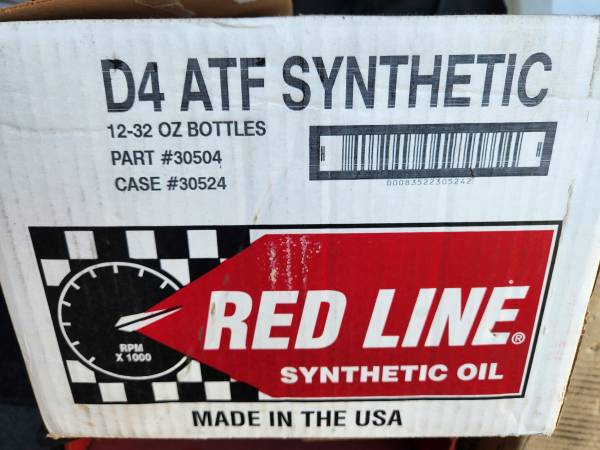 D4 ATF SYNTHETIC
12-32 OZ BOTTLES
PART #30504
CASE #30524
00083522305242
RPM
X 1000
RED LINE®
SYNTHETIC OIL
MADE IN THE USA